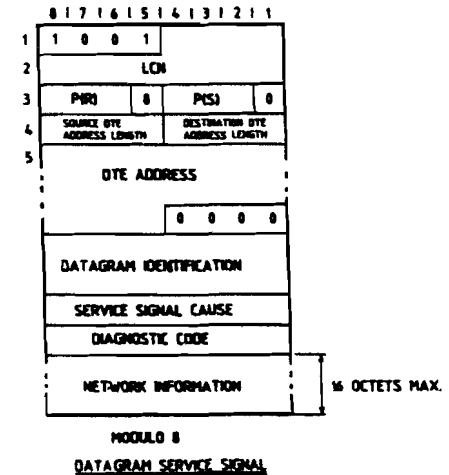 8 7 6 5 4 3 2 1
1 1 0 0 1
2 LCN
3 P(R) 0 P(S) 0
4 SOURCE DTE ADDRESS LENGTH DESTINATION DTE ADDRESS LENGTH
5
DTE ADDRESS
0 0 0 0
DATAGRAM IDENTIFICATION
SERVICE SIGNAL CAUSE
DIAGNOSTIC CODE
NETWORK INFORMATION 16 OCTETS MAX.
MODULO 8
DATAGRAM SERVICE SIGNAL